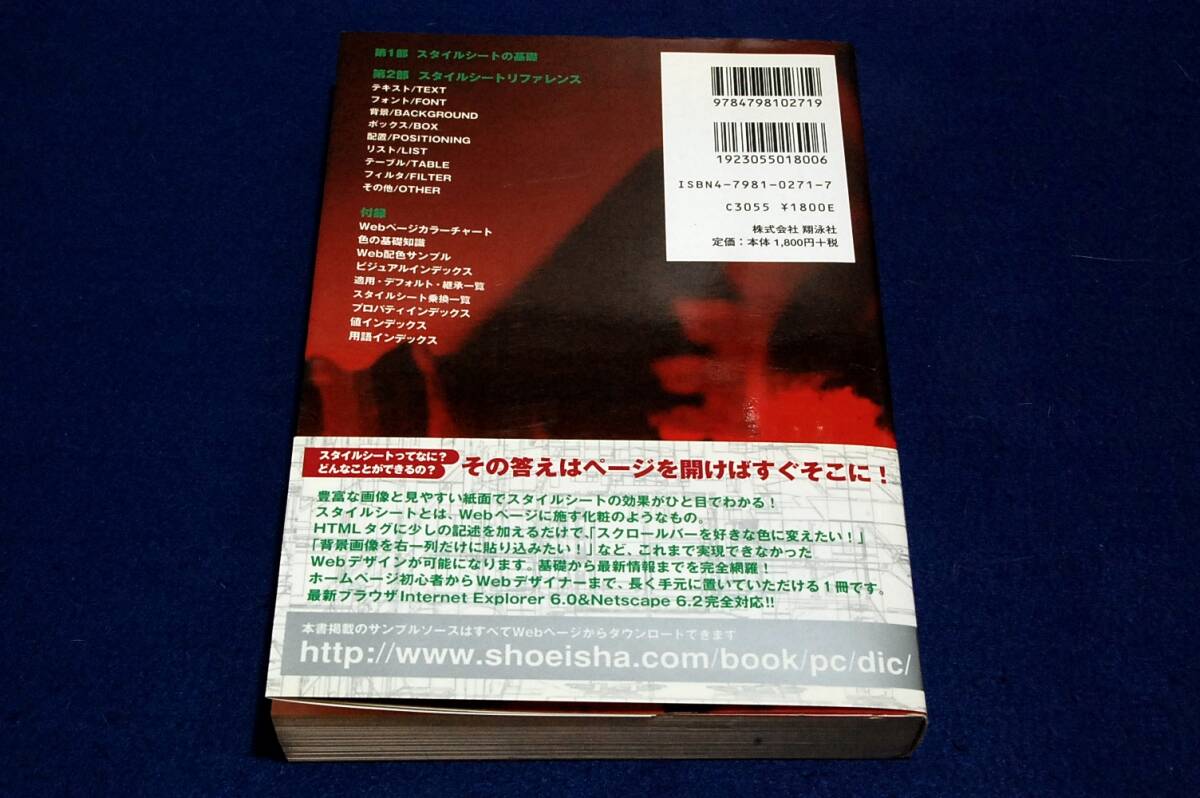 第1部 スタイルシートの基礎
第2部 スタイルシートリファレンス
テキスト/TEXT
フォント/FONT
背景/BACKGROUND
ボックス/BOX
配置/POSITIONING
リスト/LIST
テーブル/TABLE
フィルタ/FILTER
その他/OTHER
付録
Webページカラーチャート
色の基礎知識
Web配色サンプル
ビジュアルインデックス
適用・デフォルト・継承一覧
スタイルシート乗換一覧
プロパティインデックス
値インデックス
用語インデックス
9784798102719
1923055018006
ISBN4-7981-0271-7
C3055 ¥1800E
株式会社 翔泳社
定価：本体 1,800円+税
スタイルシートってなに？
どんなことができるの？
その答えはページを開けばすぐそこに！
豊富な画像と見やすい紙面でスタイルシートの効果がひと目でわかる！
スタイルシートとは、Webページに施す化粧のようなもの。
HTMLタグに少しの記述を加えるだけで、「スクロールバーを好きな色に変えたい！」
「背景画像を右一列だけに貼り込みたい！」など、これまで実現できなかった
Webデザインが可能になります。基礎から最新情報までを完全網羅！
ホームページ初心者からWebデザイナーまで、長く手元に置いていただける1冊です。
最新ブラウザInternet Explorer 6.0&Netscape 6.2完全対応!!
本書掲載のサンプルソースはすべてWebページからダウンロードできます
http://www.shoeisha.com/book/pc/dic/